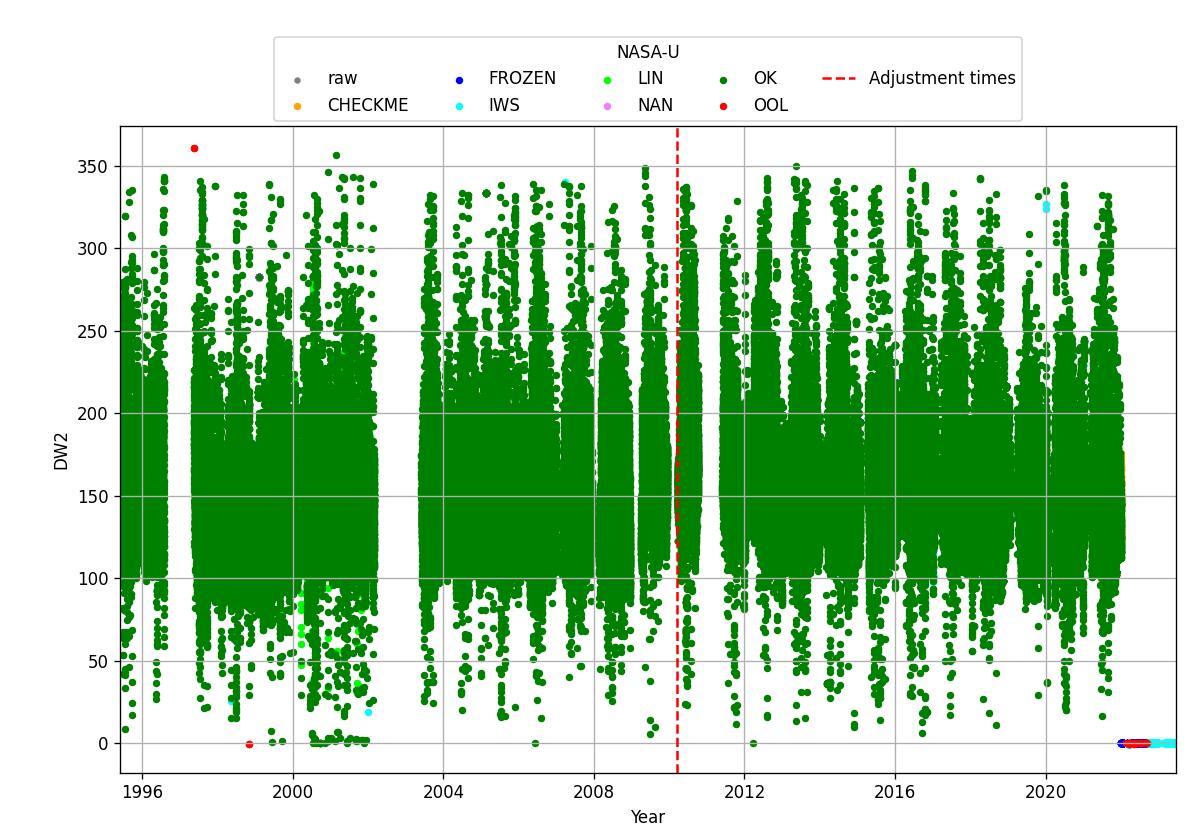 NASA-U
raw FROZEN LIN OK Adjustment times
CHECKME IWS NAN OOL
350
300
250
200
150
100
50
0
DW2
1996 2000 2004 2008 2012 2016 2020
Year